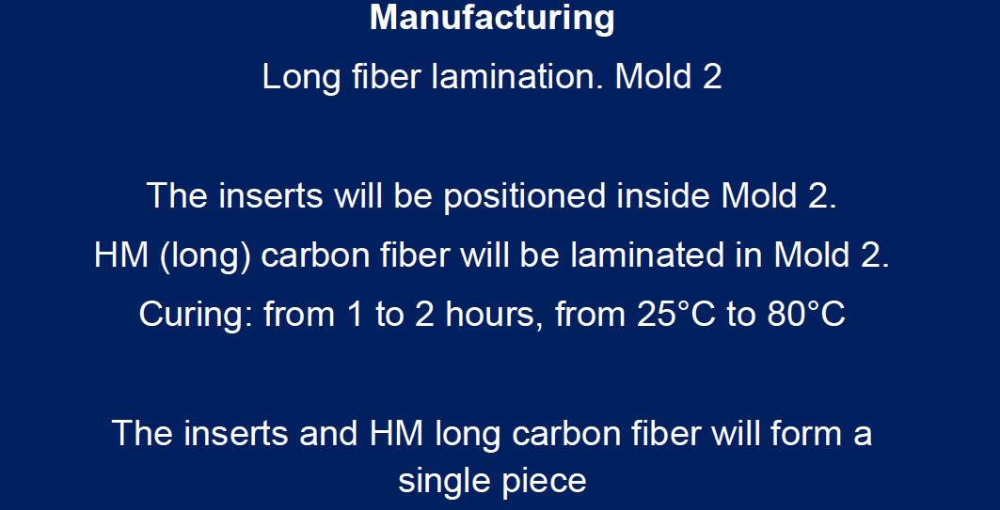 Manufacturing
Long fiber lamination. Mold 2
The inserts will be positioned inside Mold 2.
HM (long) carbon fiber will be laminated in Mold 2.
Curing: from 1 to 2 hours, from 25°C to 80°C
The inserts and HM long carbon fiber will form a
single piece